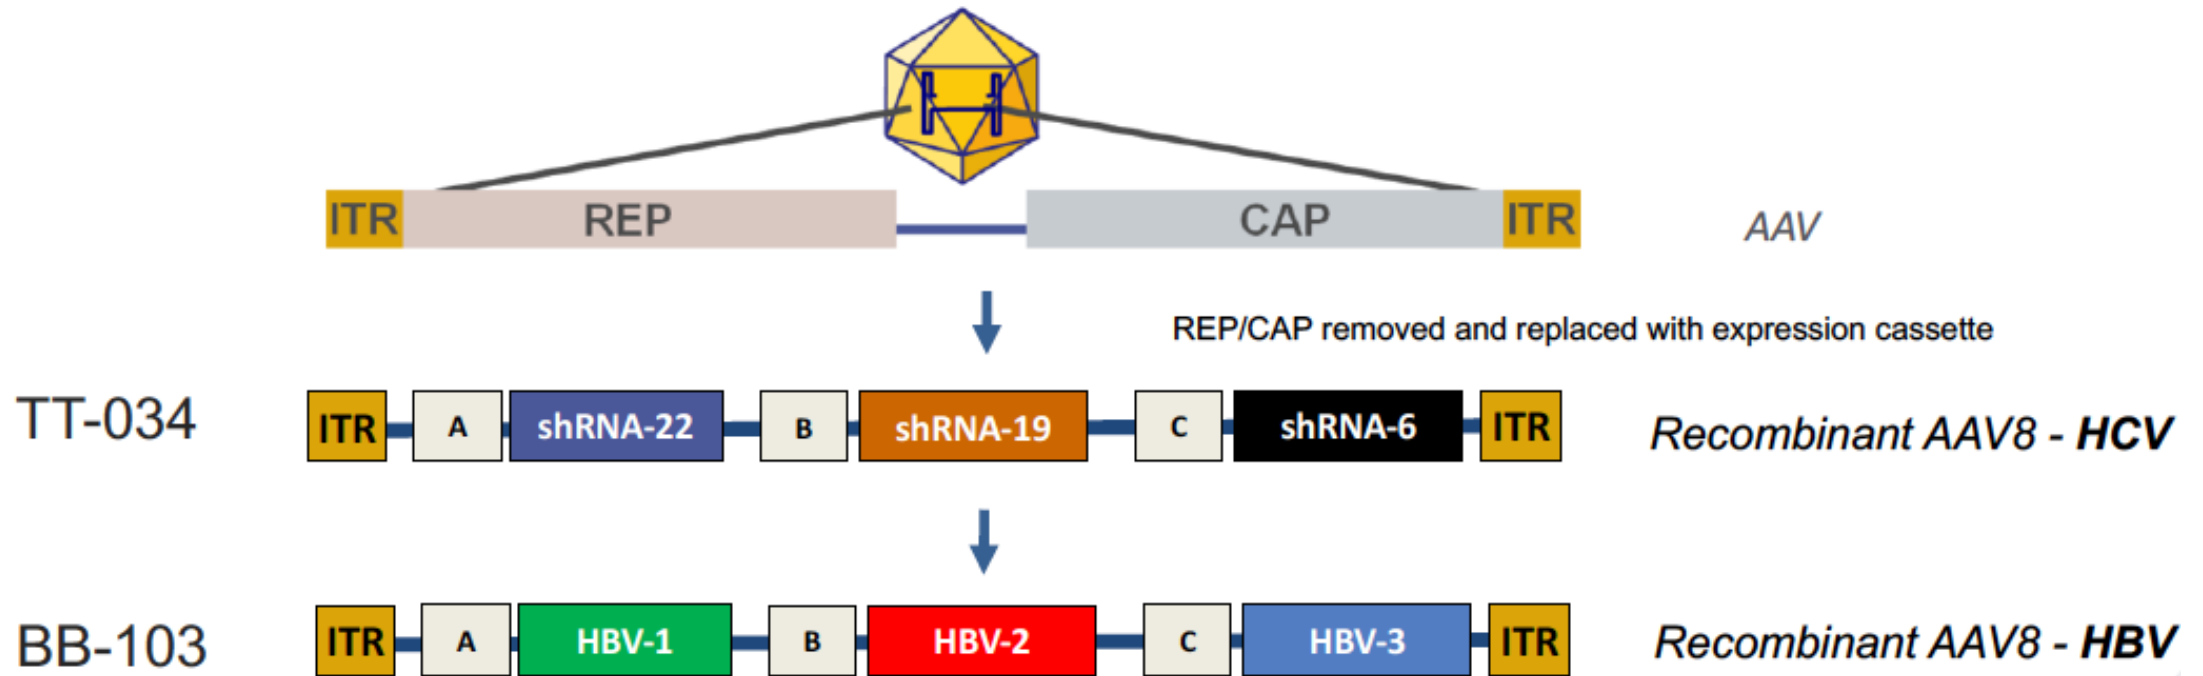 ITR REP CAP ITR AAV
REP/CAP removed and replaced with expression cassette
TT-034 ITR A shRNA-22 B shRNA-19 C shRNA-6 ITR Recombinant AAV8 - HCV
BB-103 ITR A HBV-1 B HBV-2 C HBV-3 ITR Recombinant AAV8 - HBV